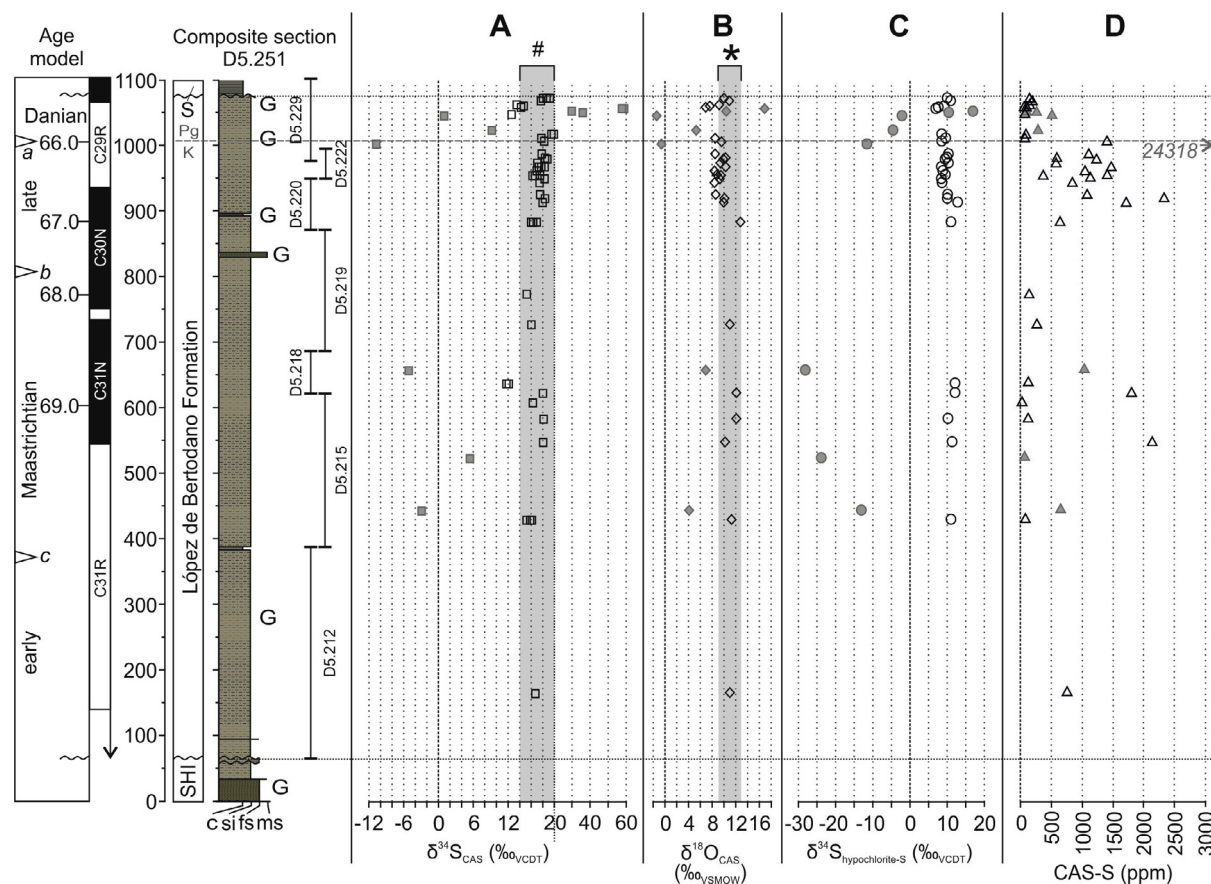 A
B
C
D
Age
model
Composite section
D5.251
#
*
1100
1000
900
800
700
600
500
400
300
200
100
0
Danian
66.0
a
late
67.0
b
68.0
69.0
Maastrichtian
c
early
C29R
C30N
C31N
C31R
S
Pg
K
López de Bertodano Formation
SHI
G
G
G
G
G
G
c si fs ms
D5.229
D5.222
D5.220
D5.219
D5.218
D5.215
D5.212
24318
-12 -6 0 6 12 20 30 40 60
δ34SCAS (‰VCDT)
0 4 8 12 16
δ18OCAS
(‰VSMOW)
-30 -20 -10 0 10 20
δ34Shypochlorite-S (‰VCDT)
0 500 1000 1500 2000 2500 3000
CAS-S (ppm)